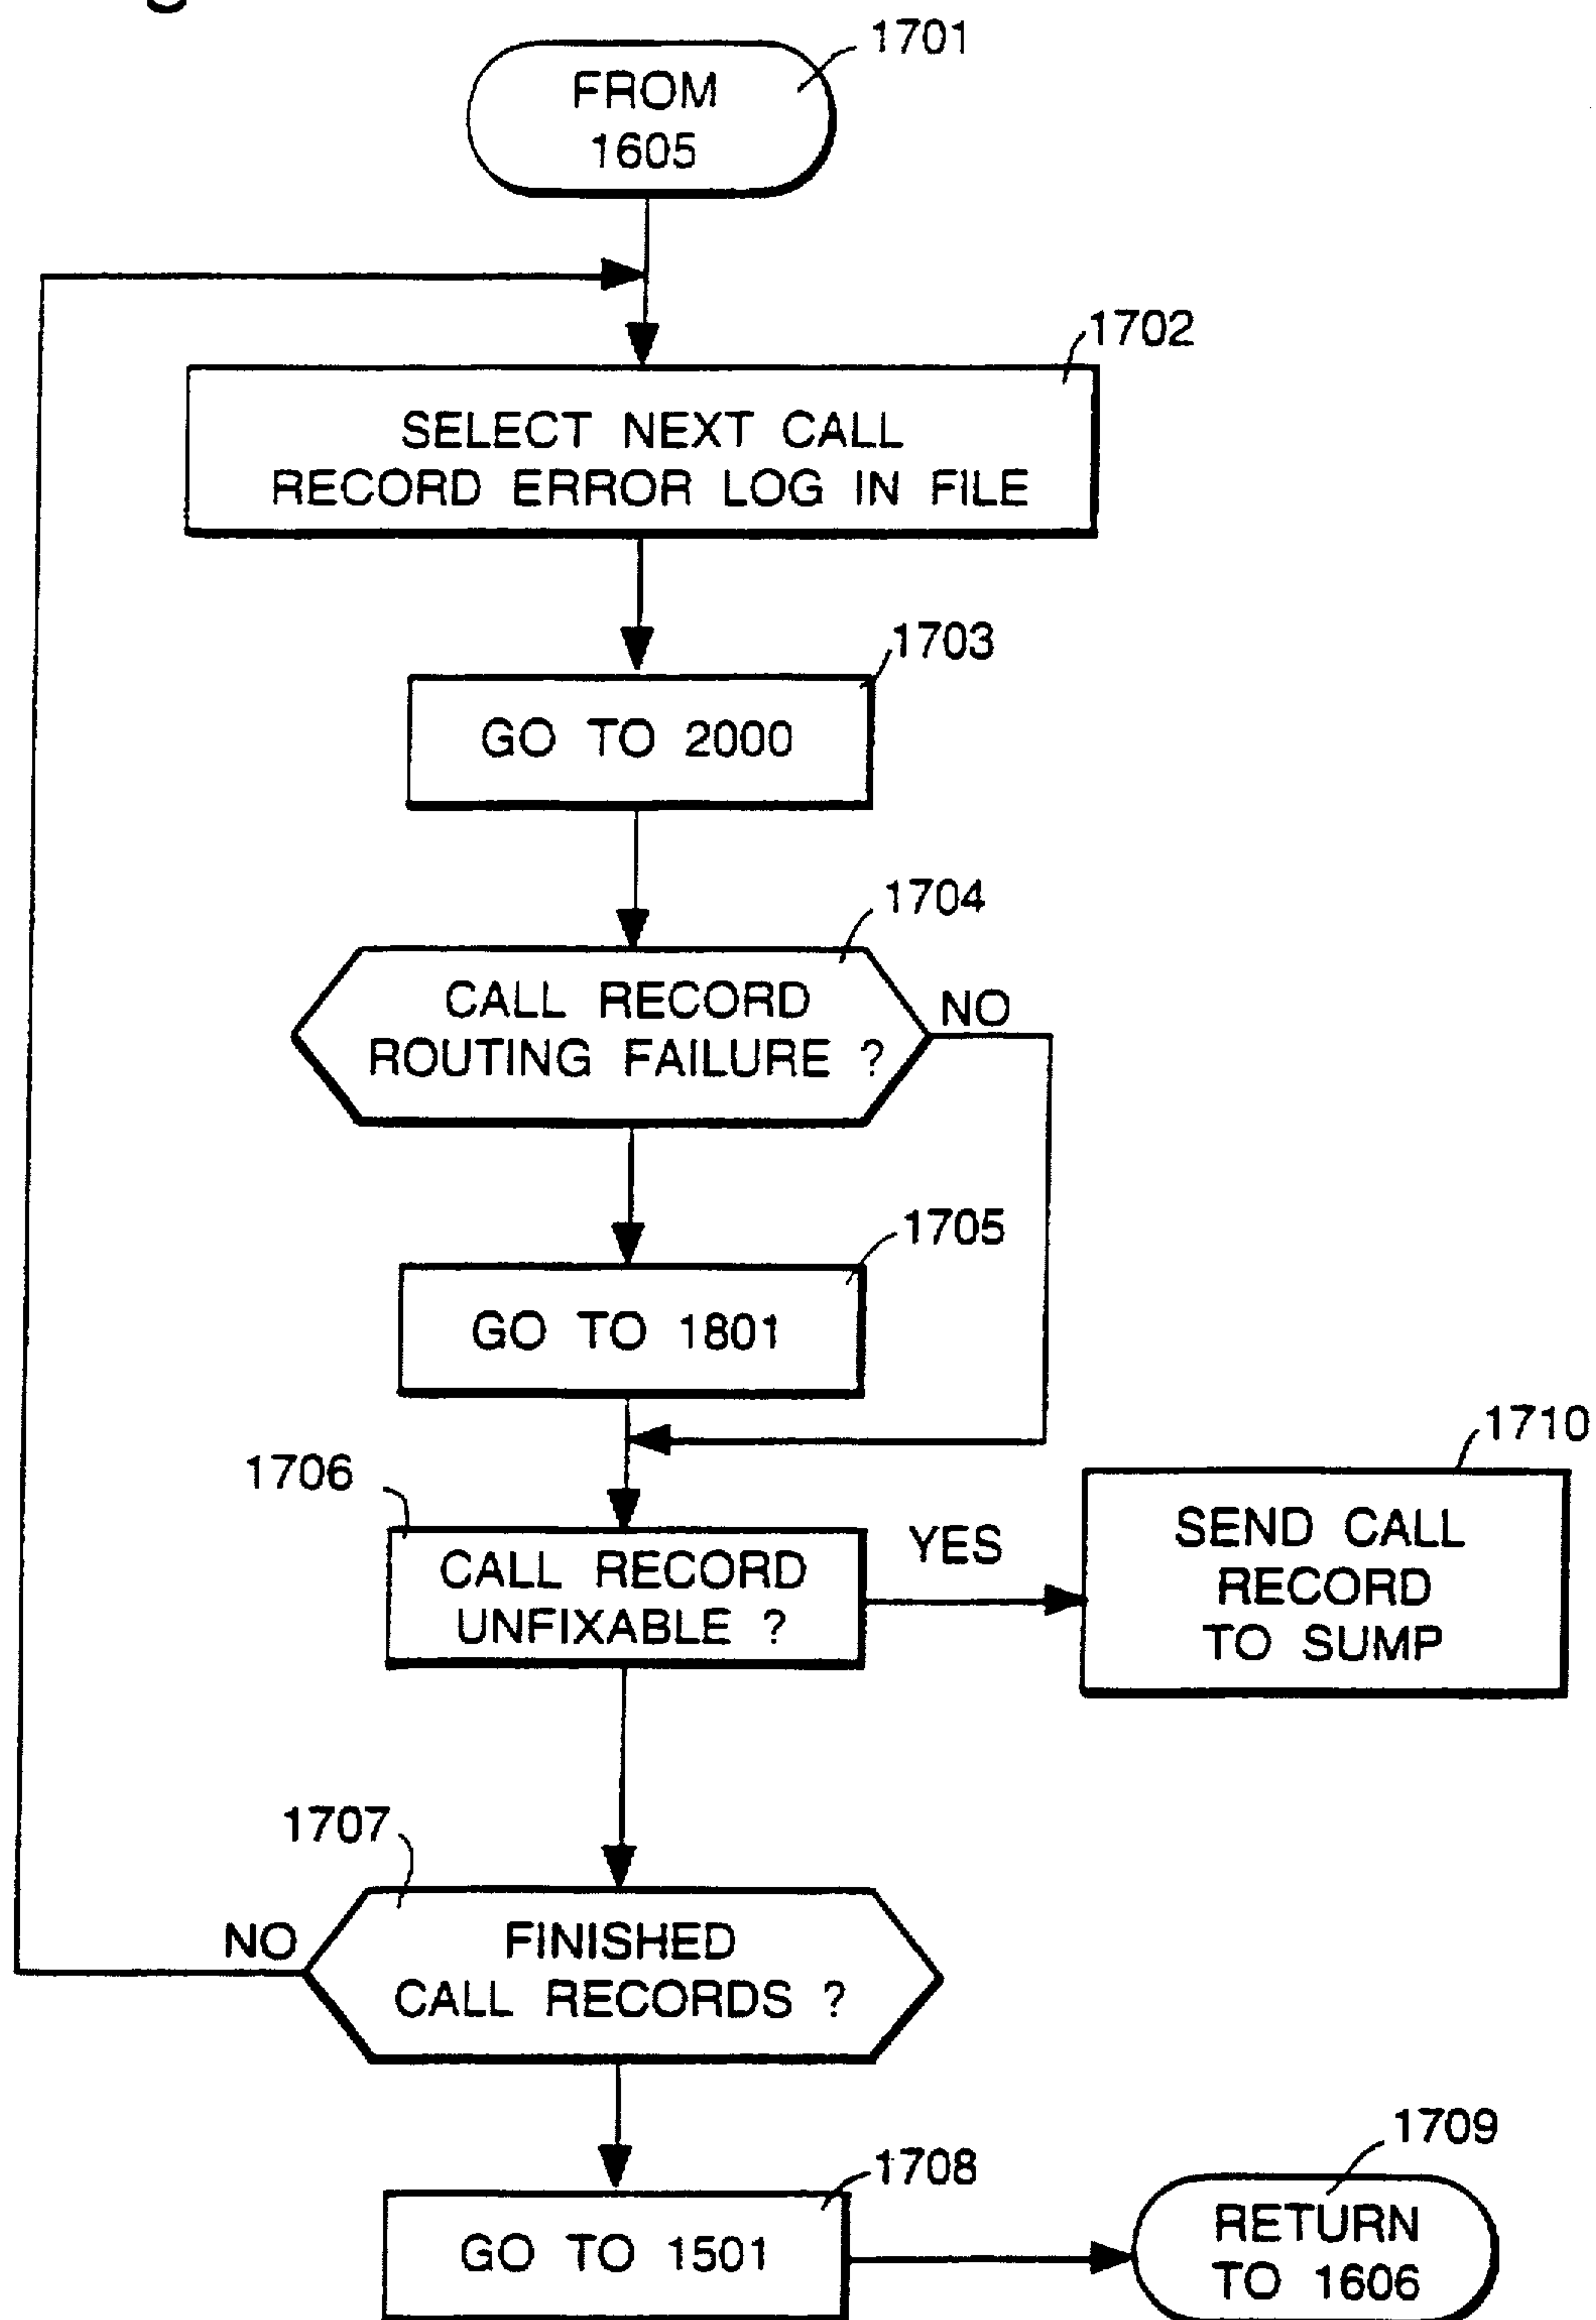 1701
FROM
1605
1702
SELECT NEXT CALL
RECORD ERROR LOG IN FILE
1703
GO TO 2000
1704
CALL RECORD
ROUTING FAILURE ?
NO
1705
GO TO 1801
1706
CALL RECORD
UNFIXABLE ?
YES
1710
SEND CALL
RECORD
TO SUMP
1707
NO
FINISHED
CALL RECORDS ?
1708
GO TO 1501
1709
RETURN
TO 1606